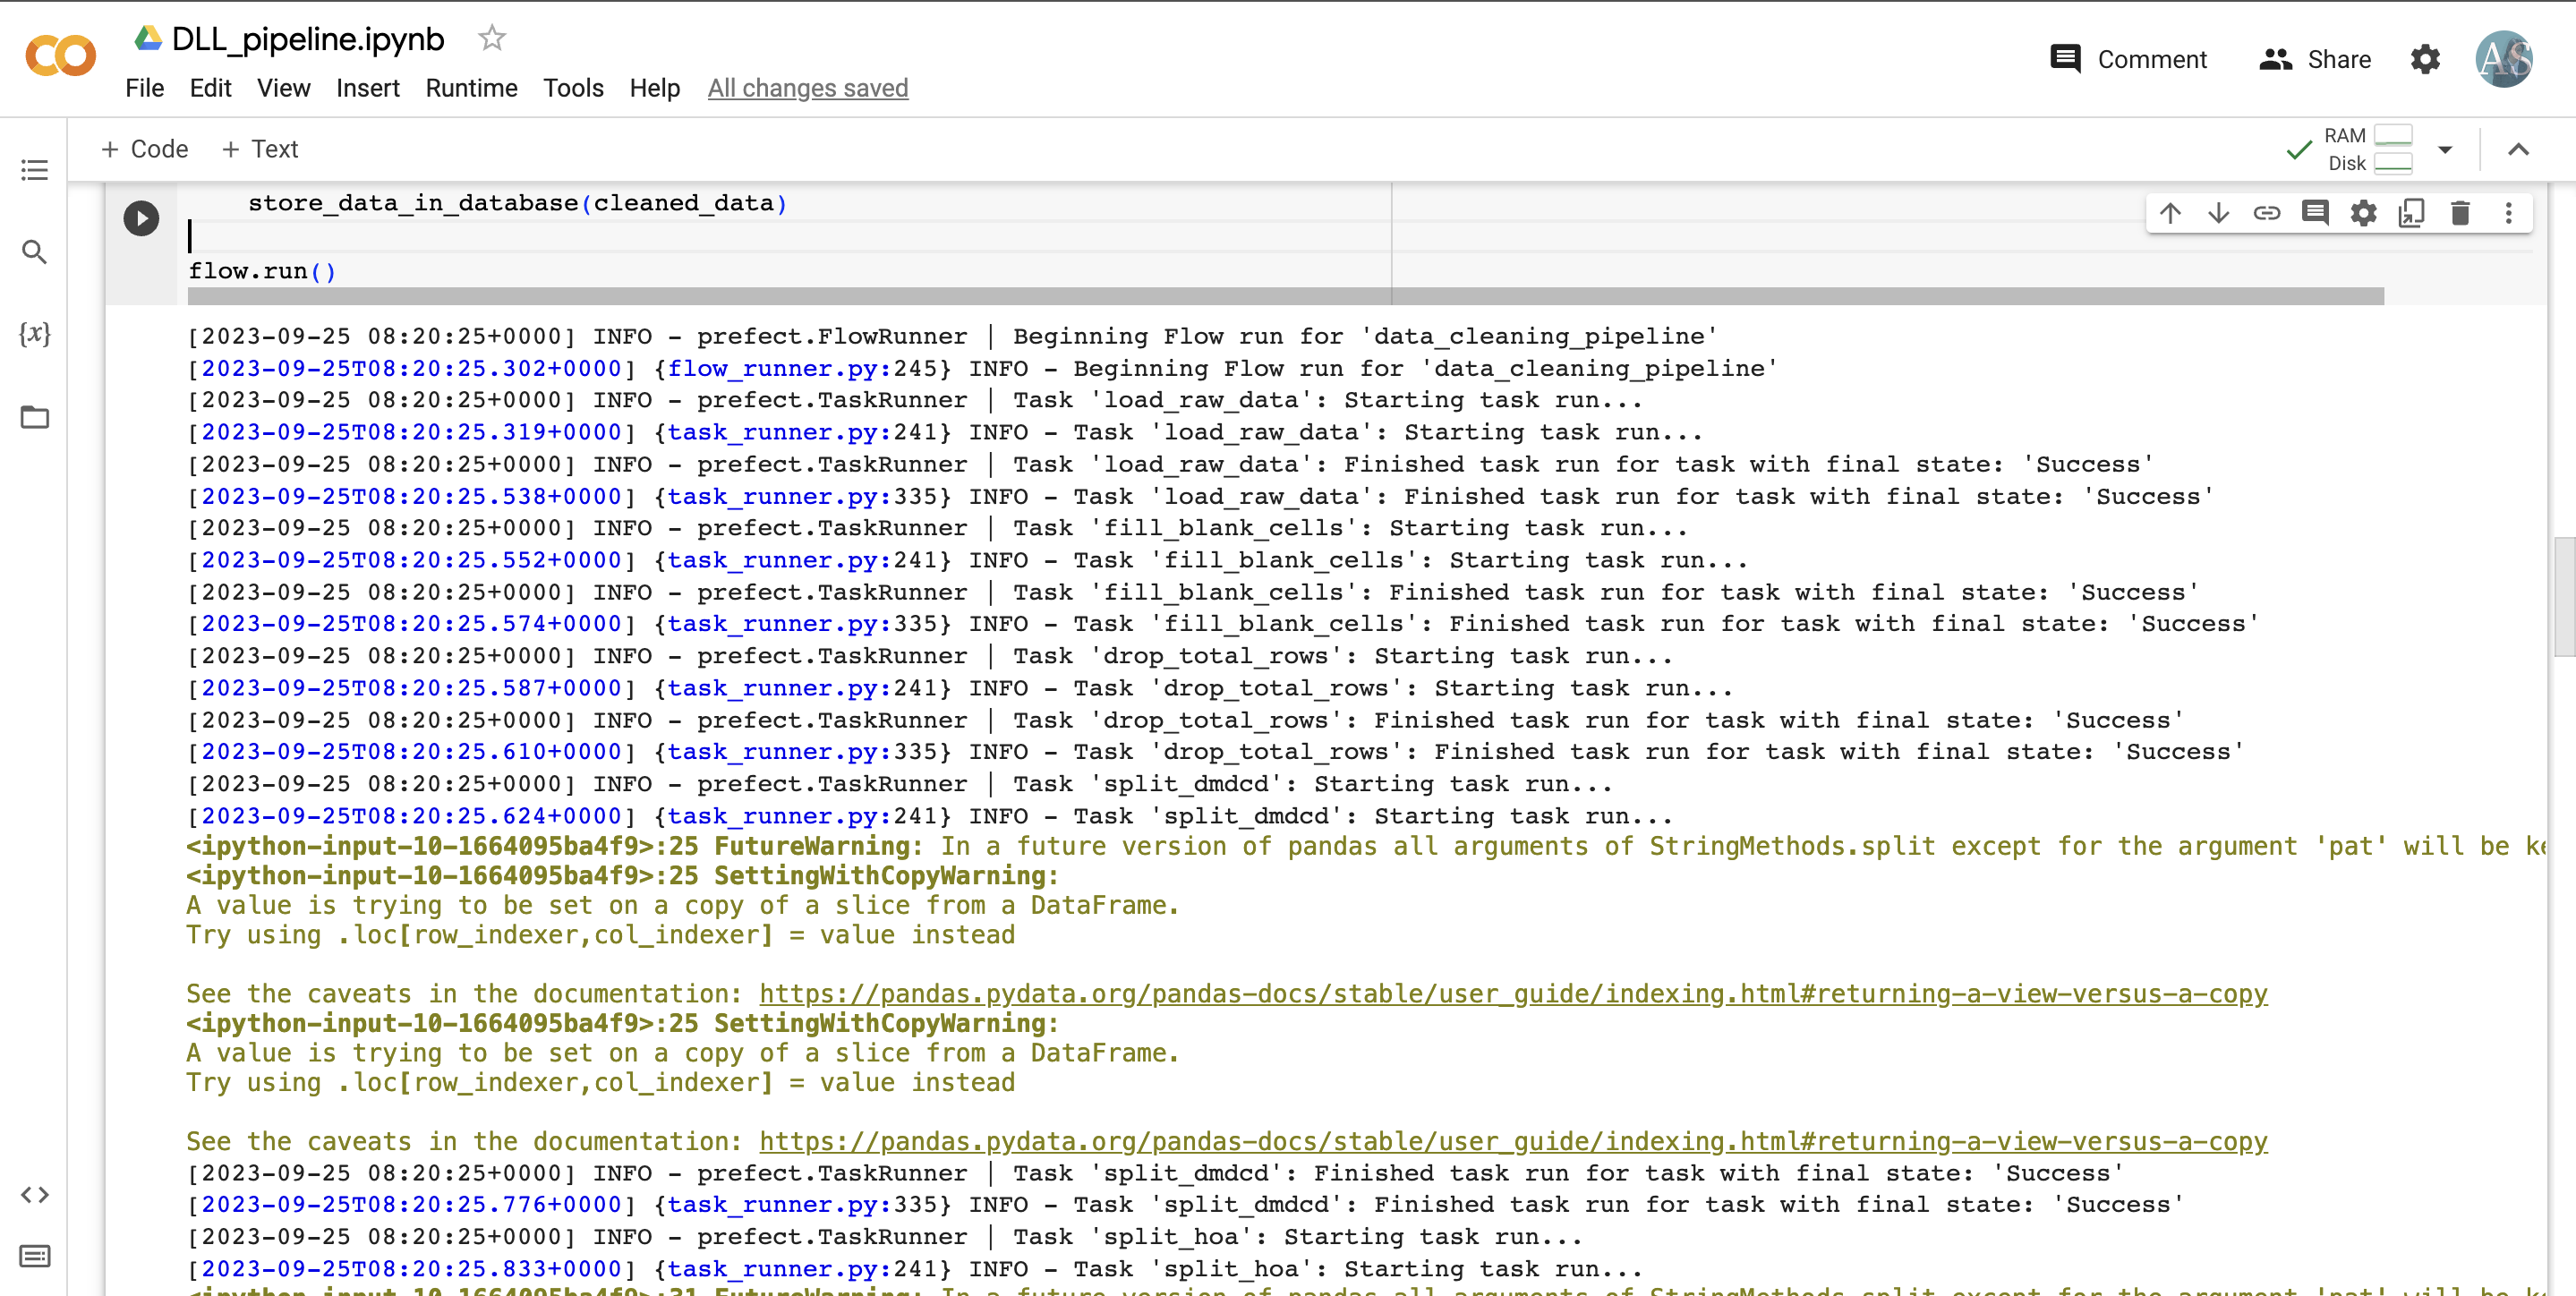 DLL_pipeline.ipynb
Comment
Share
AS
File Edit View Insert Runtime Tools Help All changes saved
+ Code + Text
RAM
Disk
store_data_in_database(cleaned_data)
flow.run()
{x}
[2023-09-25 08:20:25+0000] INFO - prefect.FlowRunner | Beginning Flow run for 'data_cleaning_pipeline'
[2023-09-25T08:20:25.302+0000] {flow_runner.py:245} INFO - Beginning Flow run for 'data_cleaning_pipeline'
[2023-09-25 08:20:25+0000] INFO - prefect.TaskRunner | Task 'load_raw_data': Starting task run...
[2023-09-25T08:20:25.319+0000] {task_runner.py:241} INFO - Task 'load_raw_data': Starting task run...
[2023-09-25 08:20:25+0000] INFO - prefect.TaskRunner | Task 'load_raw_data': Finished task run for task with final state: 'Success'
[2023-09-25T08:20:25.538+0000] {task_runner.py:335} INFO - Task 'load_raw_data': Finished task run for task with final state: 'Success'
[2023-09-25 08:20:25+0000] INFO - prefect.TaskRunner | Task 'fill_blank_cells': Starting task run...
[2023-09-25T08:20:25.552+0000] {task_runner.py:241} INFO - Task 'fill_blank_cells': Starting task run...
[2023-09-25 08:20:25+0000] INFO - prefect.TaskRunner | Task 'fill_blank_cells': Finished task run for task with final state: 'Success'
[2023-09-25T08:20:25.574+0000] {task_runner.py:335} INFO - Task 'fill_blank_cells': Finished task run for task with final state: 'Success'
[2023-09-25 08:20:25+0000] INFO - prefect.TaskRunner | Task 'drop_total_rows': Starting task run...
[2023-09-25T08:20:25.587+0000] {task_runner.py:241} INFO - Task 'drop_total_rows': Starting task run...
[2023-09-25 08:20:25+0000] INFO - prefect.TaskRunner | Task 'drop_total_rows': Finished task run for task with final state: 'Success'
[2023-09-25T08:20:25.610+0000] {task_runner.py:335} INFO - Task 'drop_total_rows': Finished task run for task with final state: 'Success'
[2023-09-25 08:20:25+0000] INFO - prefect.TaskRunner | Task 'split_dmdcd': Starting task run...
[2023-09-25T08:20:25.624+0000] {task_runner.py:241} INFO - Task 'split_dmdcd': Starting task run...
<ipython-input-10-1664095ba4f9>:25 FutureWarning: In a future version of pandas all arguments of StringMethods.split except for the argument 'pat' will be
<ipython-input-10-1664095ba4f9>:25 SettingWithCopyWarning:
A value is trying to be set on a copy of a slice from a DataFrame.
Try using .loc[row_indexer,col_indexer] = value instead
See the caveats in the documentation: https://pandas.pydata.org/pandas-docs/stable/user_guide/indexing.html#returning-a-view-versus-a-copy
<ipython-input-10-1664095ba4f9>:25 SettingWithCopyWarning:
A value is trying to be set on a copy of a slice from a DataFrame.
Try using .loc[row_indexer,col_indexer] = value instead
See the caveats in the documentation: https://pandas.pydata.org/pandas-docs/stable/user_guide/indexing.html#returning-a-view-versus-a-copy
[2023-09-25 08:20:25+0000] INFO - prefect.TaskRunner | Task 'split_dmdcd': Finished task run for task with final state: 'Success'
[2023-09-25T08:20:25.776+0000] {task_runner.py:335} INFO - Task 'split_dmdcd': Finished task run for task with final state: 'Success'
[2023-09-25 08:20:25+0000] INFO - prefect.TaskRunner | Task 'split_hoa': Starting task run...
[2023-09-25T08:20:25.833+0000] {task_runner.py:241} INFO - Task 'split_hoa': Starting task run...
<ipython-input-10-1664095ba4f9>:31 FutureWarning: In a future version of pandas all arguments of StringMethods.split except for the argument 'pat' will be